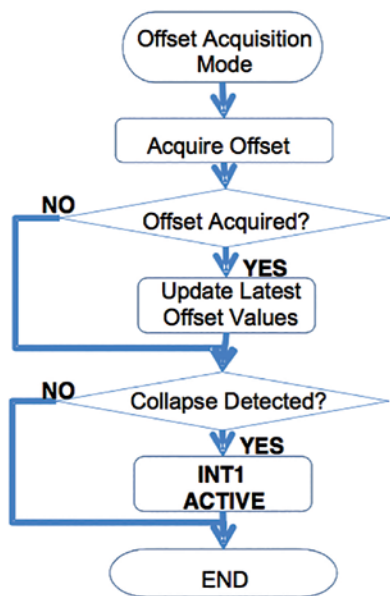 Offset Acquisition
Mode
Acquire Offset
NO
Offset Acquired?
YES
Update Latest
Offset Values
NO
Collapse Detected?
YES
INT1
ACTIVE
END